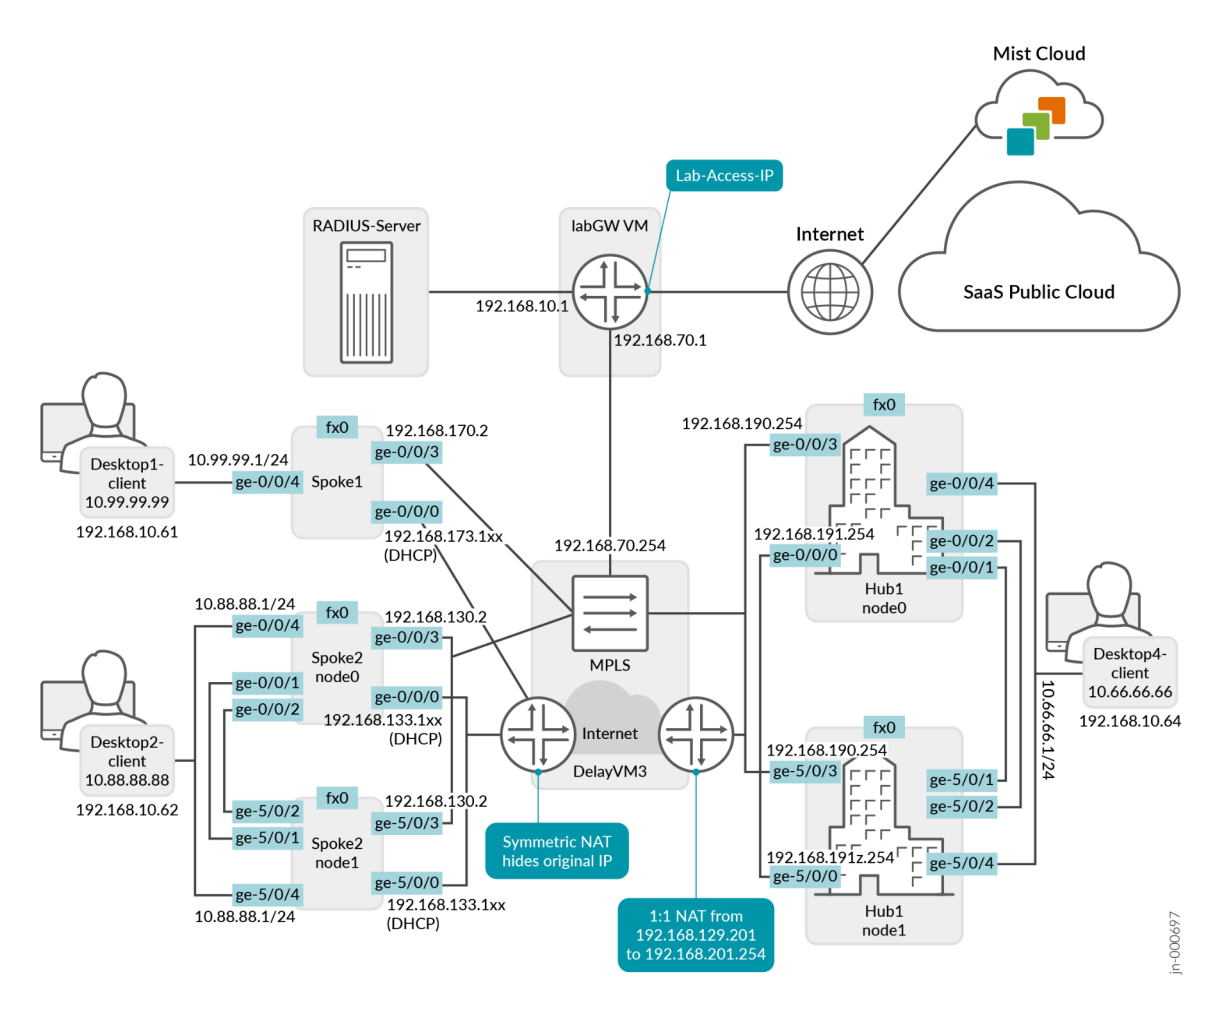 Mist Cloud
Lab-Access-IP
RADIUS-Server
labGW VM
Internet
SaaS Public Cloud
192.168.10.1
192.168.70.1
fx0
192.168.170.2
ge-0/0/3
10.99.99.1/24
ge-0/0/4
Spoke1
Desktop1-
client
10.99.99.99
192.168.10.61
ge-0/0/0
192.168.173.1xx
(DHCP)
fx0
192.168.190.254
ge-0/0/3
ge-0/0/4
192.168.191.254
ge-0/0/0
ge-0/0/2
ge-0/0/1
Hub1
node0
192.168.70.254
MPLS
10.88.88.1/24
fx0
192.168.130.2
ge-0/0/4
ge-0/0/3
Spoke2
node0
ge-0/0/1
ge-0/0/2
ge-0/0/0
192.168.133.1xx
(DHCP)
Desktop2-
client
10.88.88.88
192.168.10.62
Internet
DelayVM3
Desktop4-
client
10.66.66.66
192.168.10.64
10.66.66.1/24
fx0
192.168.130.2
ge-5/0/2
ge-5/0/3
ge-5/0/1
Spoke2
node1
ge-5/0/4
ge-5/0/0
10.88.88.1/24
192.168.133.1xx
(DHCP)
Symmetric NAT
hides original IP
1:1 NAT from
192.168.129.201
to 192.168.201.254
fx0
192.168.190.254
ge-5/0/3
ge-5/0/1
ge-5/0/2
192.168.191z.254
ge-5/0/0
ge-5/0/4
Hub1
node1
jn-000697